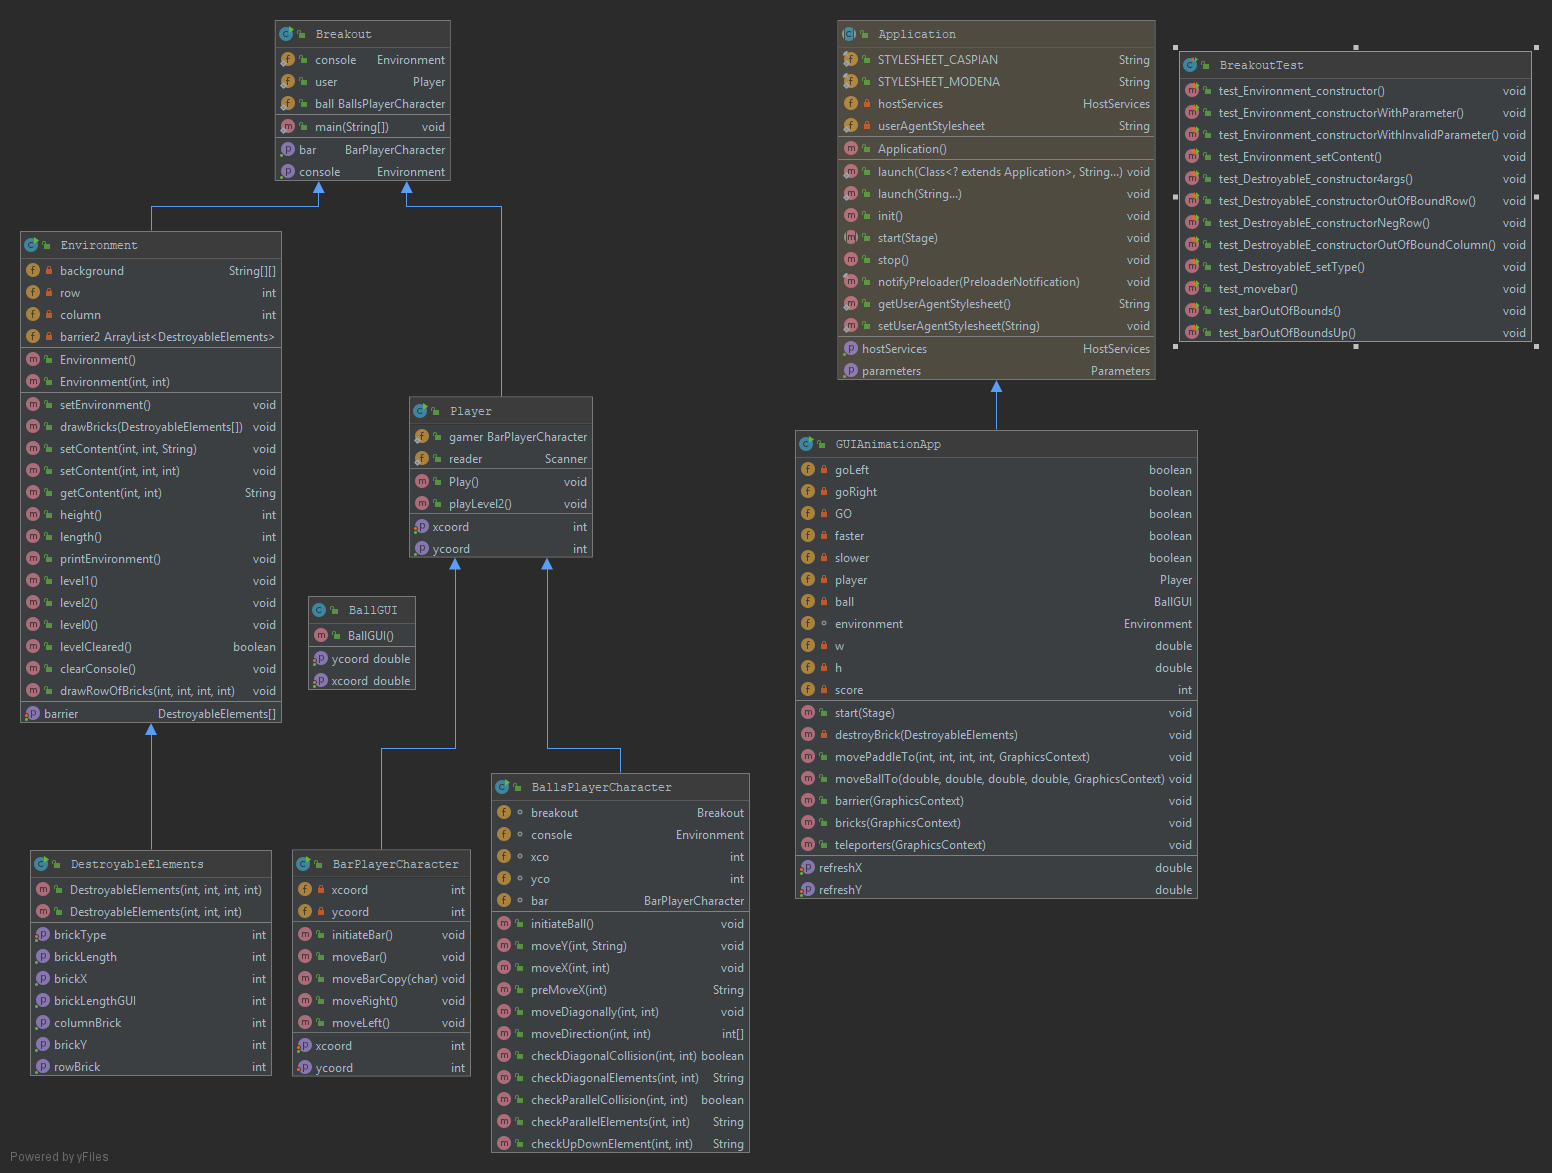 Breakout
console Environment
user Player
ball BallsPlayerCharacter
main(String[]) void
bar BarPlayerCharacter
console Environment
Environment
background String[][]
row int
column int
barrier2 ArrayList<DestroyableElements>
Environment()
Environment(int, int)
setEnvironment() void
drawBricks(DestroyableElements[]) void
setContent(int, int, String) void
setContent(int, int, int) void
getContent(int, int) String
height() int
length() int
printEnvironment() void
level1() void
level2() void
level0() void
levelCleared() boolean
clearConsole() void
drawRowOfBricks(int, int, int, int) void
barrier DestroyableElements[]
Player
gamer BarPlayerCharacter
reader Scanner
Play() void
playLevel2() void
xcoord int
ycoord int
BallGUI
BallGUI()
ycoord double
xcoord double
DestroyableElements
DestroyableElements(int, int, int, int)
DestroyableElements(int, int, int)
brickType int
brickLength int
brickX int
brickLengthGUI int
columnBrick int
brickY int
rowBrick int
BarPlayerCharacter
xcoord int
ycoord int
initiateBar() void
moveBar() void
moveBarCopy(char) void
moveRight() void
moveLeft() void
xcoord int
ycoord int
BallsPlayerCharacter
breakout Breakout
console Environment
xco int
yco int
bar BarPlayerCharacter
initiateBall() void
moveY(int, String) void
moveX(int, int) void
preMoveX(int) String
moveDiagonally(int, int) void
moveDirection(int, int) int[]
checkDiagonalCollision(int, int) boolean
checkDiagonalElements(int, int) String
checkParallelCollision(int, int) boolean
checkParallelElements(int, int) String
checkUpDownElement(int, int) String
Application
STYLESHEET_CASPIAN String
STYLESHEET_MODENA String
hostServices HostServices
userAgentStylesheet String
Application()
launch(Class<? extends Application>, String...) void
launch(String...) void
init() void
start(Stage) void
stop() void
notifyPreloader(PreloaderNotification) void
getUserAgentStylesheet() String
setUserAgentStylesheet(String) void
hostServices HostServices
parameters Parameters
GUIAnimationApp
goLeft boolean
goRight boolean
GO boolean
faster boolean
slower boolean
player Player
ball BallGUI
environment Environment
w double
h double
score int
start(Stage) void
destroyBrick(DestroyableElements) void
movePaddleTo(int, int, int, int, GraphicsContext) void
moveBallTo(double, double, double, double, GraphicsContext) void
barrier(GraphicsContext) void
bricks(GraphicsContext) void
teleporters(GraphicsContext) void
refreshX double
refreshY double
BreakoutTest
test_Environment_constructor() void
test_Environment_constructorWithParameter() void
test_Environment_constructorWithInvalidParameter() void
test_Environment_setContent() void
test_DestroyableE_constructor4args() void
test_DestroyableE_constructorOutOfBoundRow() void
test_DestroyableE_constructorNegRow() void
test_DestroyableE_constructorOutOfBoundColumn() void
test_DestroyableE_setType() void
test_movebar() void
test_barOutOfBounds() void
test_barOutOfBoundsUp() void
Powered by yFiles